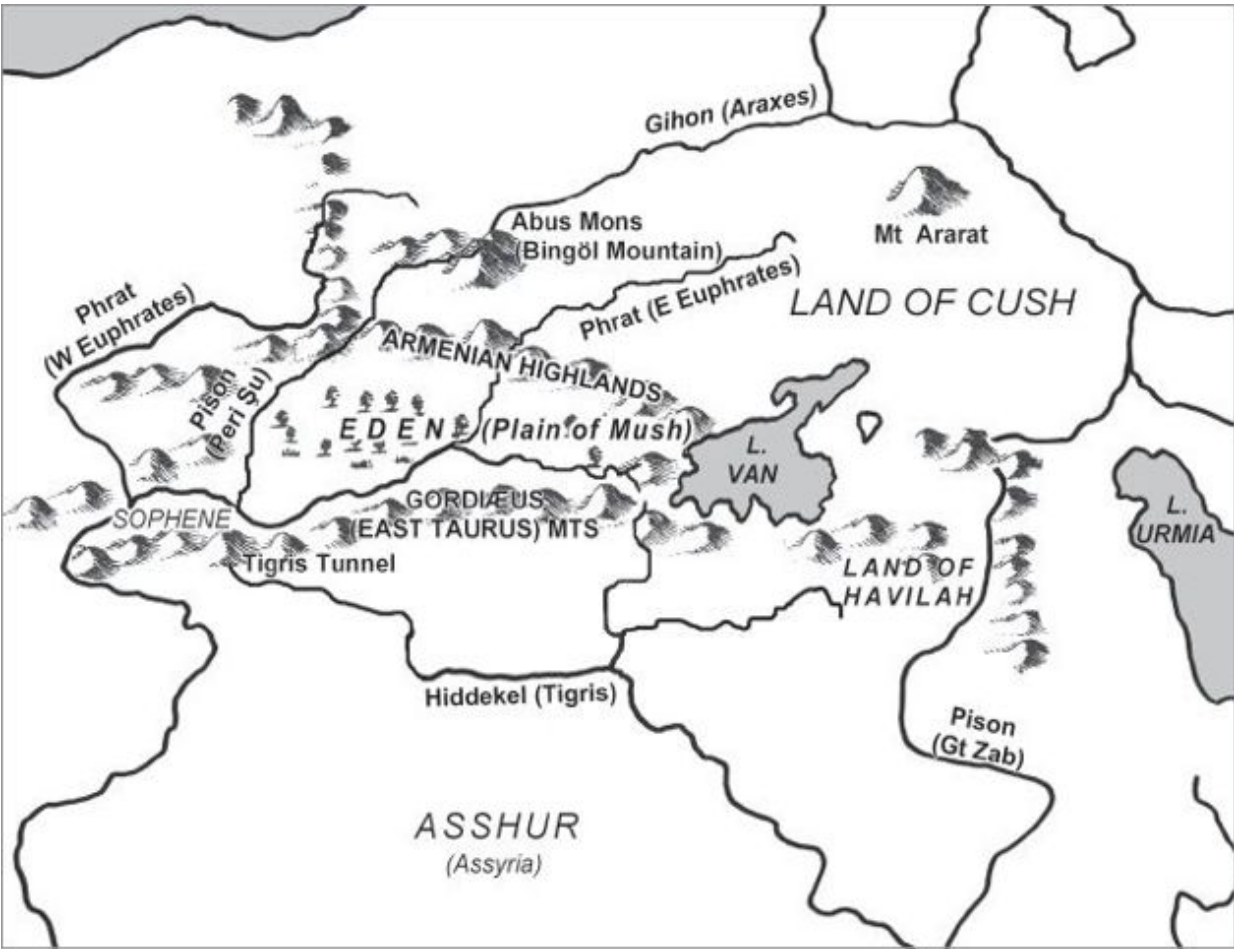 Gihon (Araxes)
Abus Mons
(Bingöl Mountain)
Mt Ararat
Phrat
(W Euphrates)
Phrat (E Euphrates)
LAND OF CUSH
ARMENIAN HIGHLANDS
Pison
(Peri Şu)
EDEN (Plain of Mush)
L.
VAN
GORDIÆUS
(EAST TAURUS) MTS
SOPHENE
Tigris Tunnel
L.
URMIA
LAND OF
HAVILAH
Hiddekel (Tigris)
Pison
(Gt Zab)
ASSHUR
(Assyria)